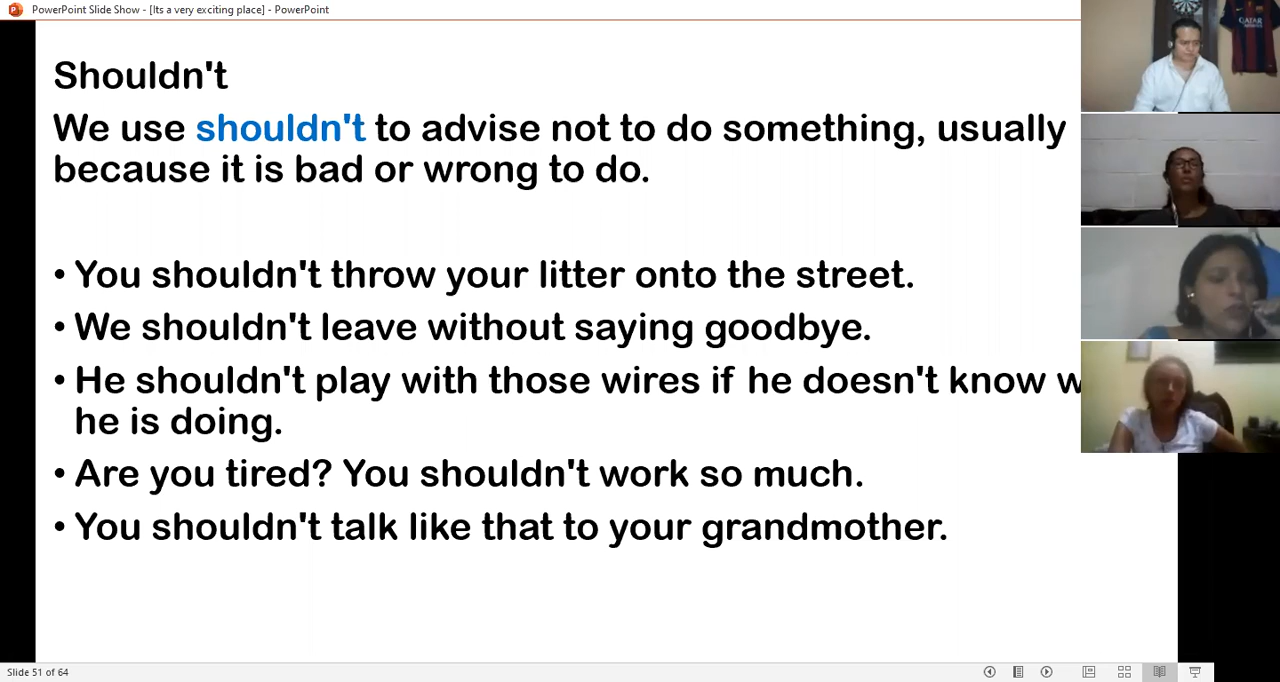 PowerPoint Slide Show - [Its a very exciting place] - PowerPoint
Shouldn't
We use shouldn't to advise not to do something, usually
because it is bad or wrong to do.
• You shouldn't throw your litter onto the street.
• We shouldn't leave without saying goodbye.
• He shouldn't play with those wires if he doesn't know w
he is doing.
• Are you tired? You shouldn't work so much.
• You shouldn't talk like that to your grandmother.
Slide 51 of 64
QATAR